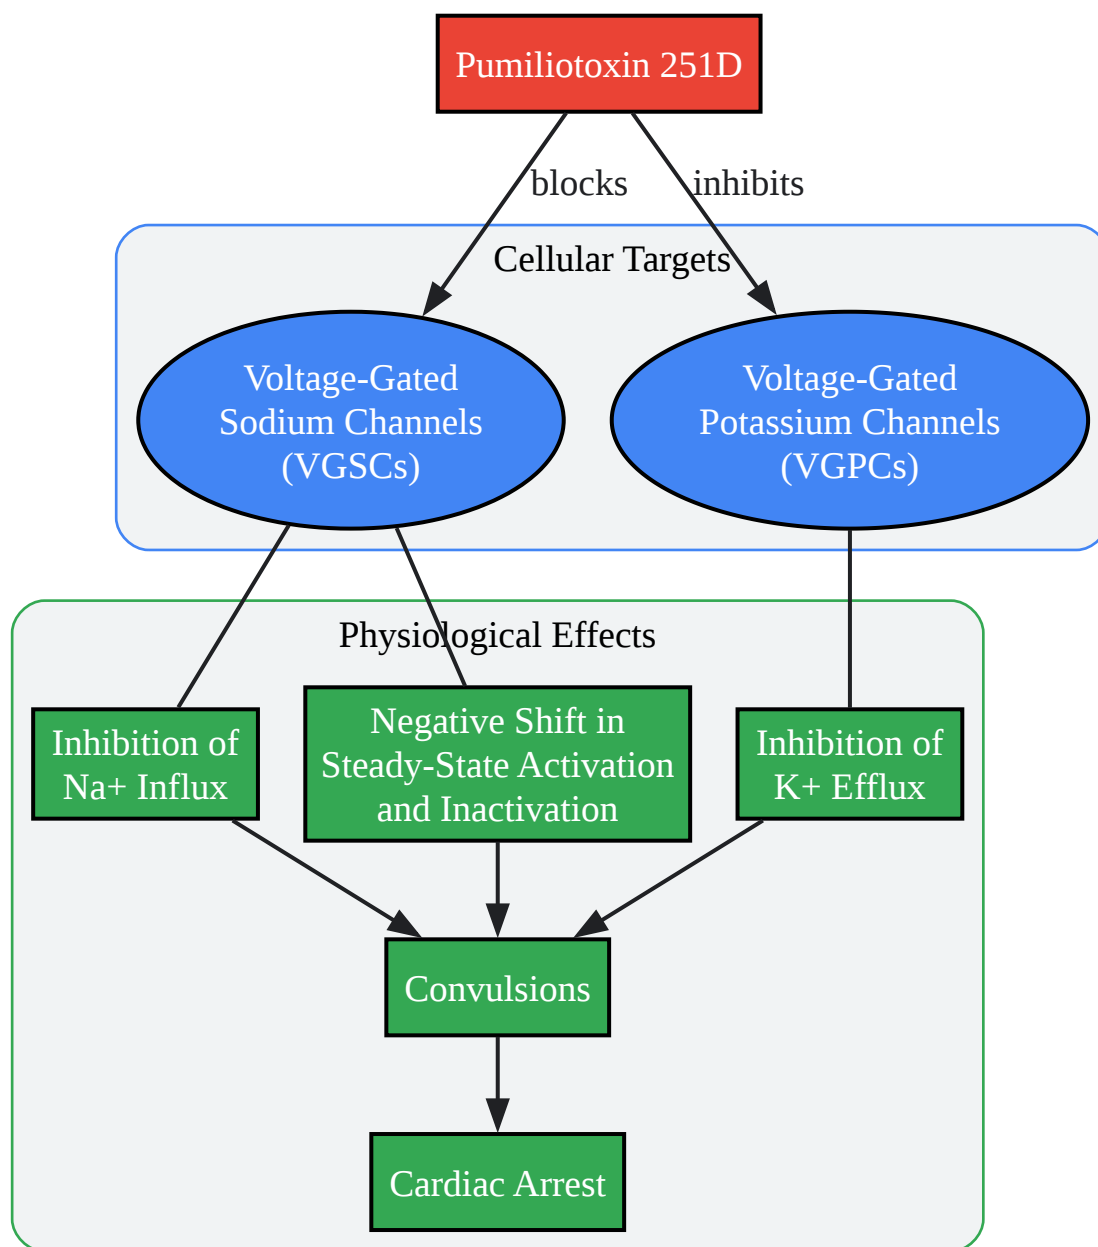 Pumiliotoxin 251D
blocks
inhibits
Cellular Targets
Voltage-Gated
Sodium Channels
(VGSCs)
Voltage-Gated
Potassium Channels
(VGPCs)
Physiological Effects
Inhibition of
Na+ Influx
Negative Shift in
Steady-State Activation
and Inactivation
Inhibition of
K+ Efflux
Convulsions
Cardiac Arrest